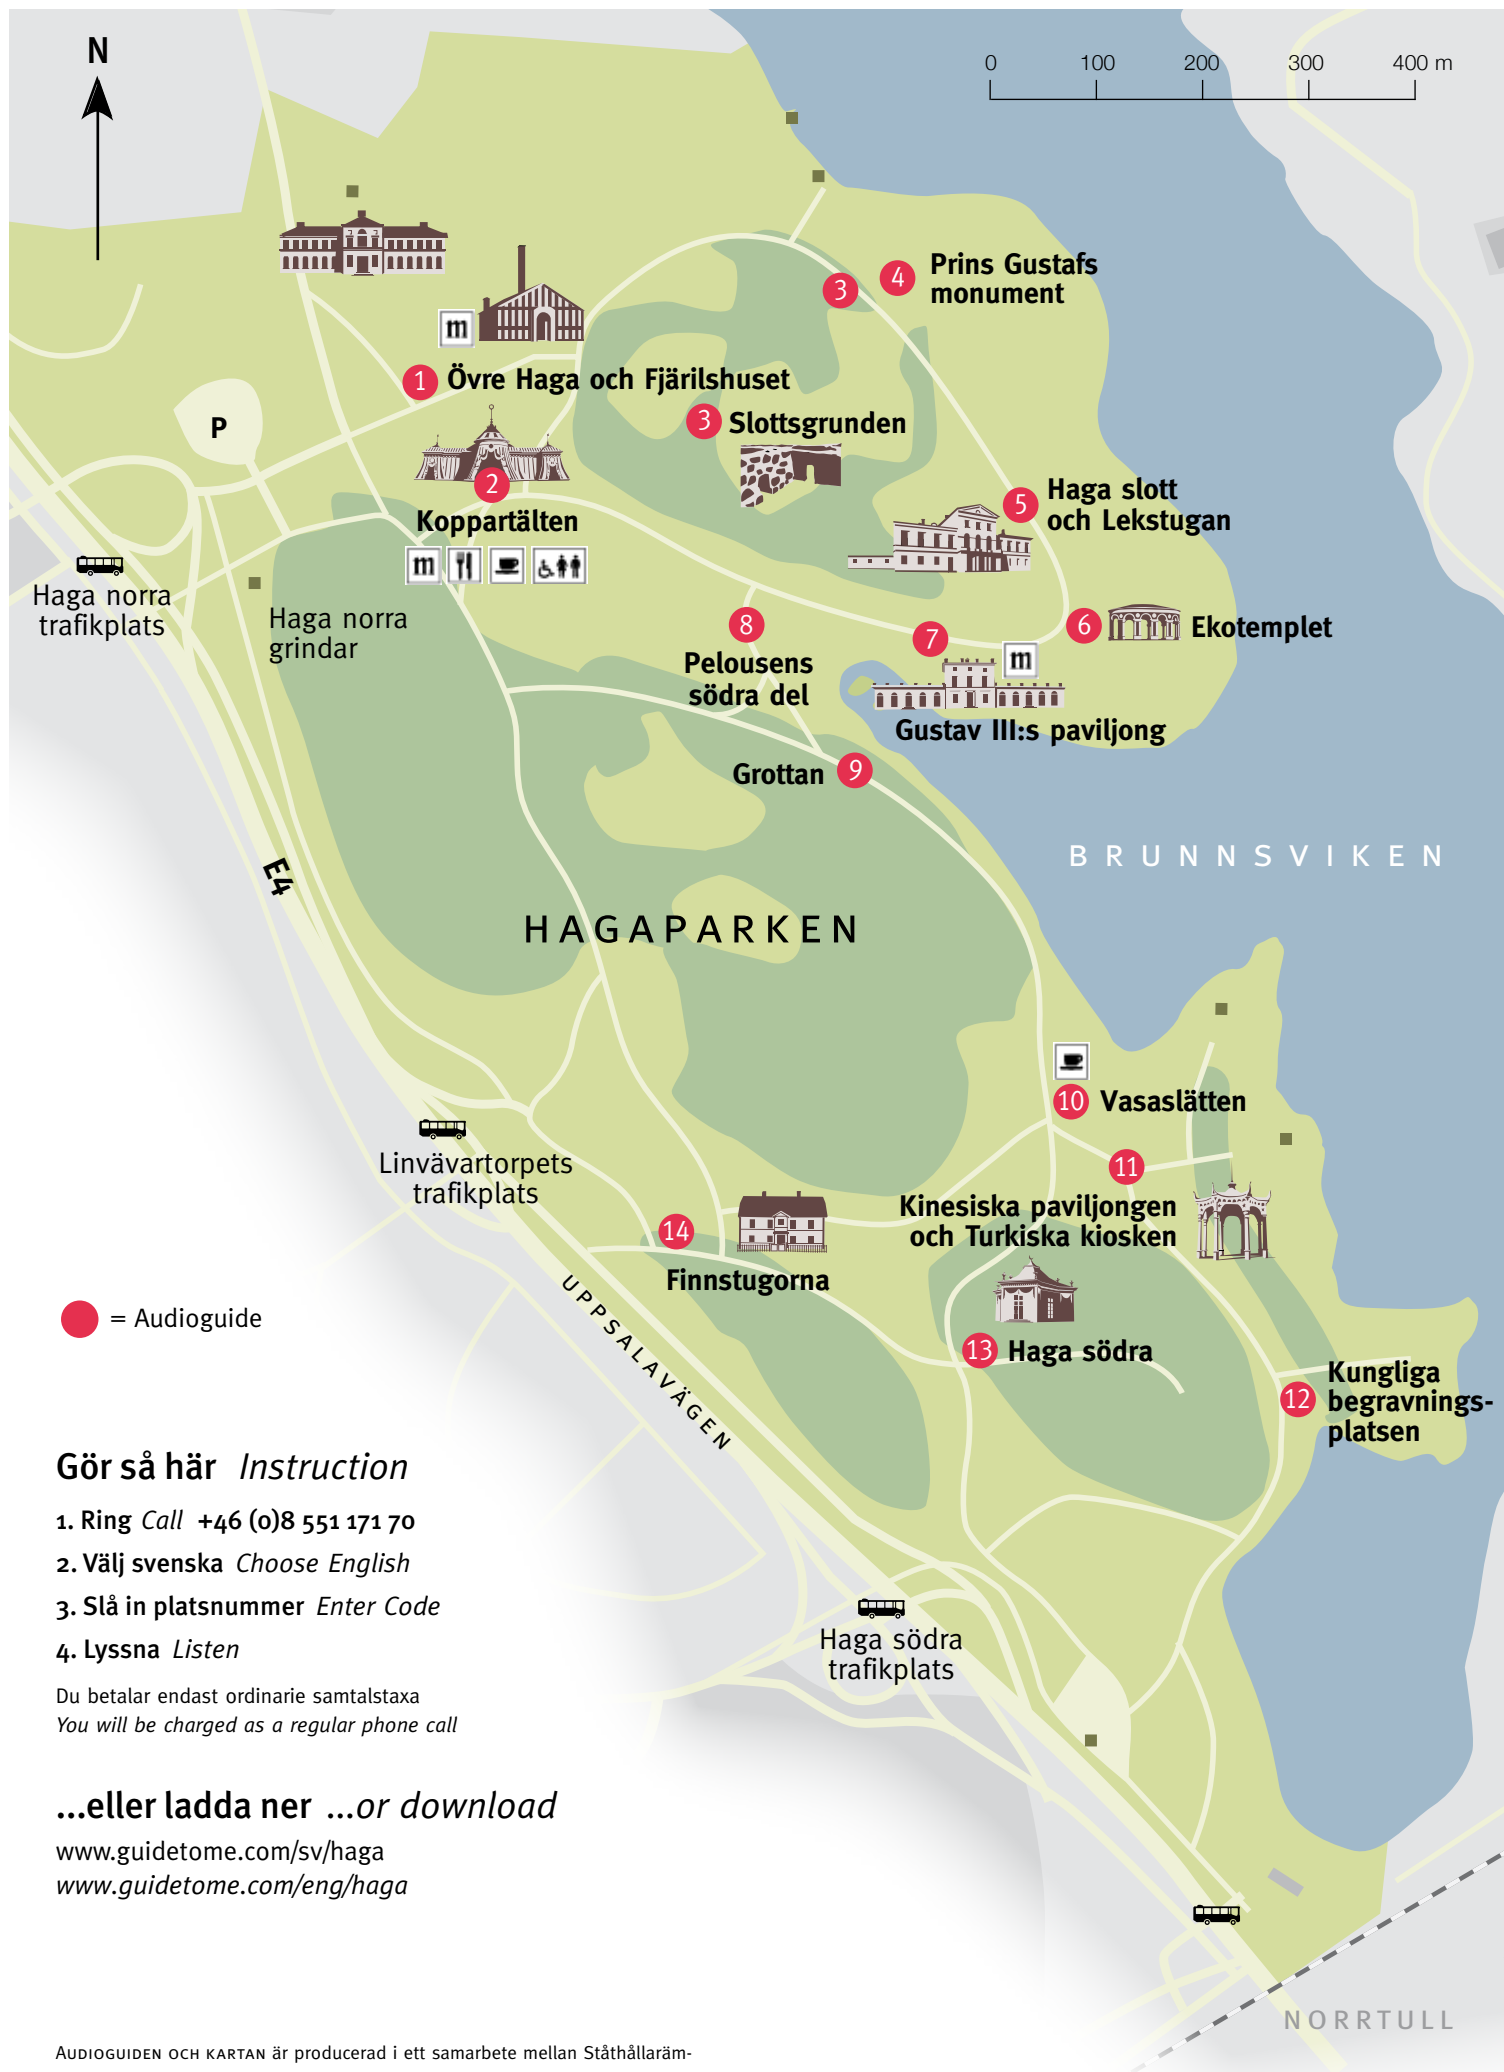 N
0 100 200 300 400 m
Prins Gustafs
monument
3
4
m
1
Övre Haga och Fjärilshuset
P
3
Slottsgrunden
2
Koppartälten
m
5
Haga slott
och Lekstugan
Haga norra
trafikplats
Haga norra
grindar
8
Pelousens
södra del
7
m
6
Ekotemplet
Gustav III:s paviljong
Grottan
9
E4
BRUNNSVIKEN
HAGAPARKEN
10
Vasaslätten
Linvävartorpets
trafikplats
11
Kinesiska paviljongen
och Turkiska kiosken
14
Finnstugorna
UPPSALAVÄGEN
13
Haga södra
12
Kungliga
begravnings-
platsen
= Audioguide
Gör så här Instruction
1. Ring Call +46 (0)8 551 171 70
2. Välj svenska Choose English
3. Slå in platsnummer Enter Code
4. Lyssna Listen
Du betalar endast ordinarie samtalstaxa
You will be charged as a regular phone call
Haga södra
trafikplats
...eller ladda ner ...or download
www.guidetome.com/sv/haga
www.guidetome.com/eng/haga
NORRTULL
AUDIOGUIDEN OCH KARTAN är producerad i ett samarbete mellan Ståthålларäm-